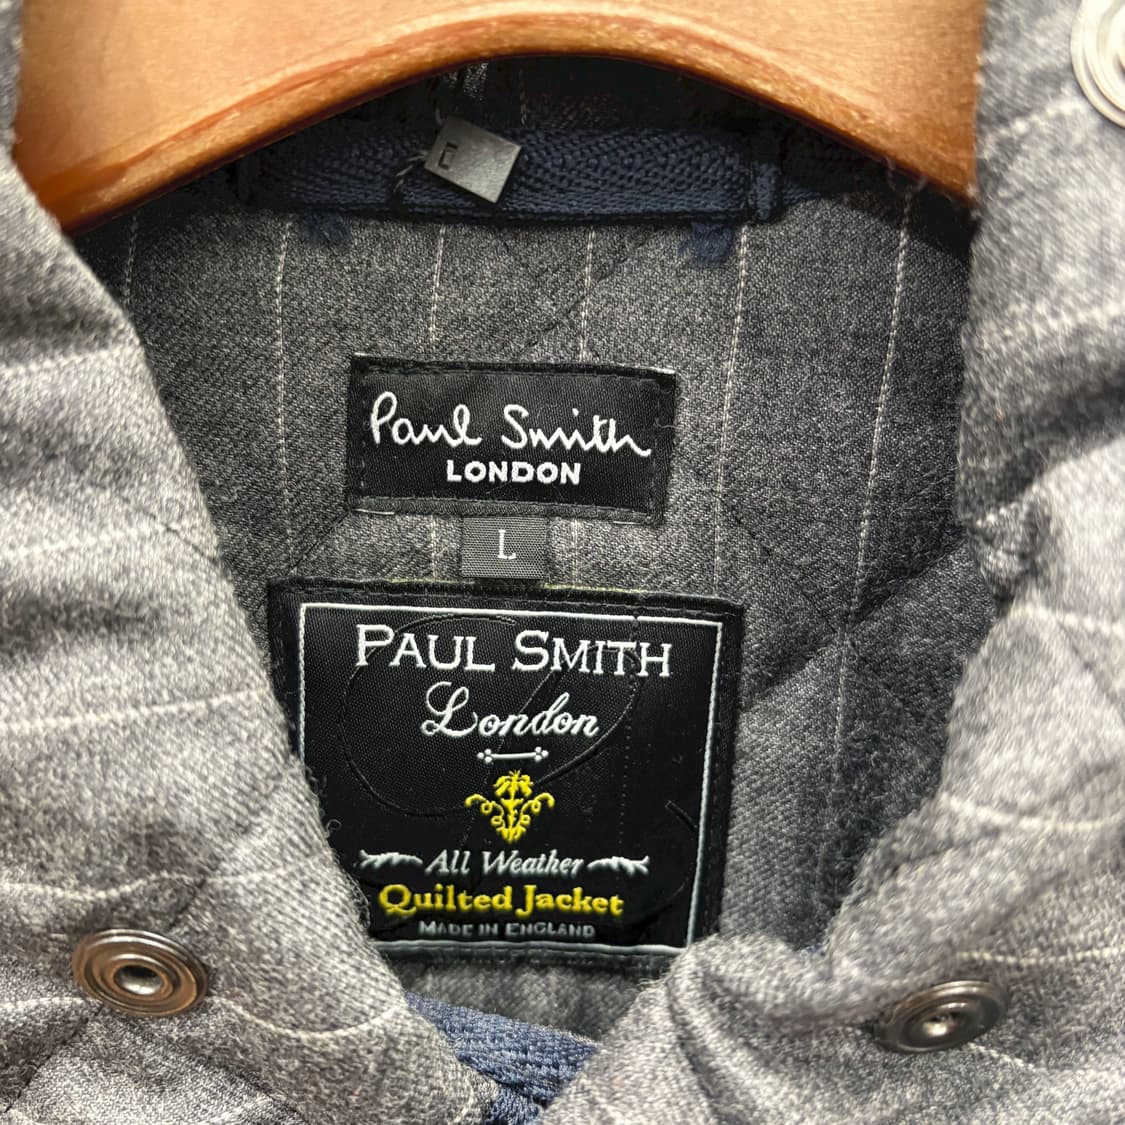 Paul Smith
LONDON
L
PAUL SMITH
London
All Weather
Quilted Jacket
MADE IN ENGLAND